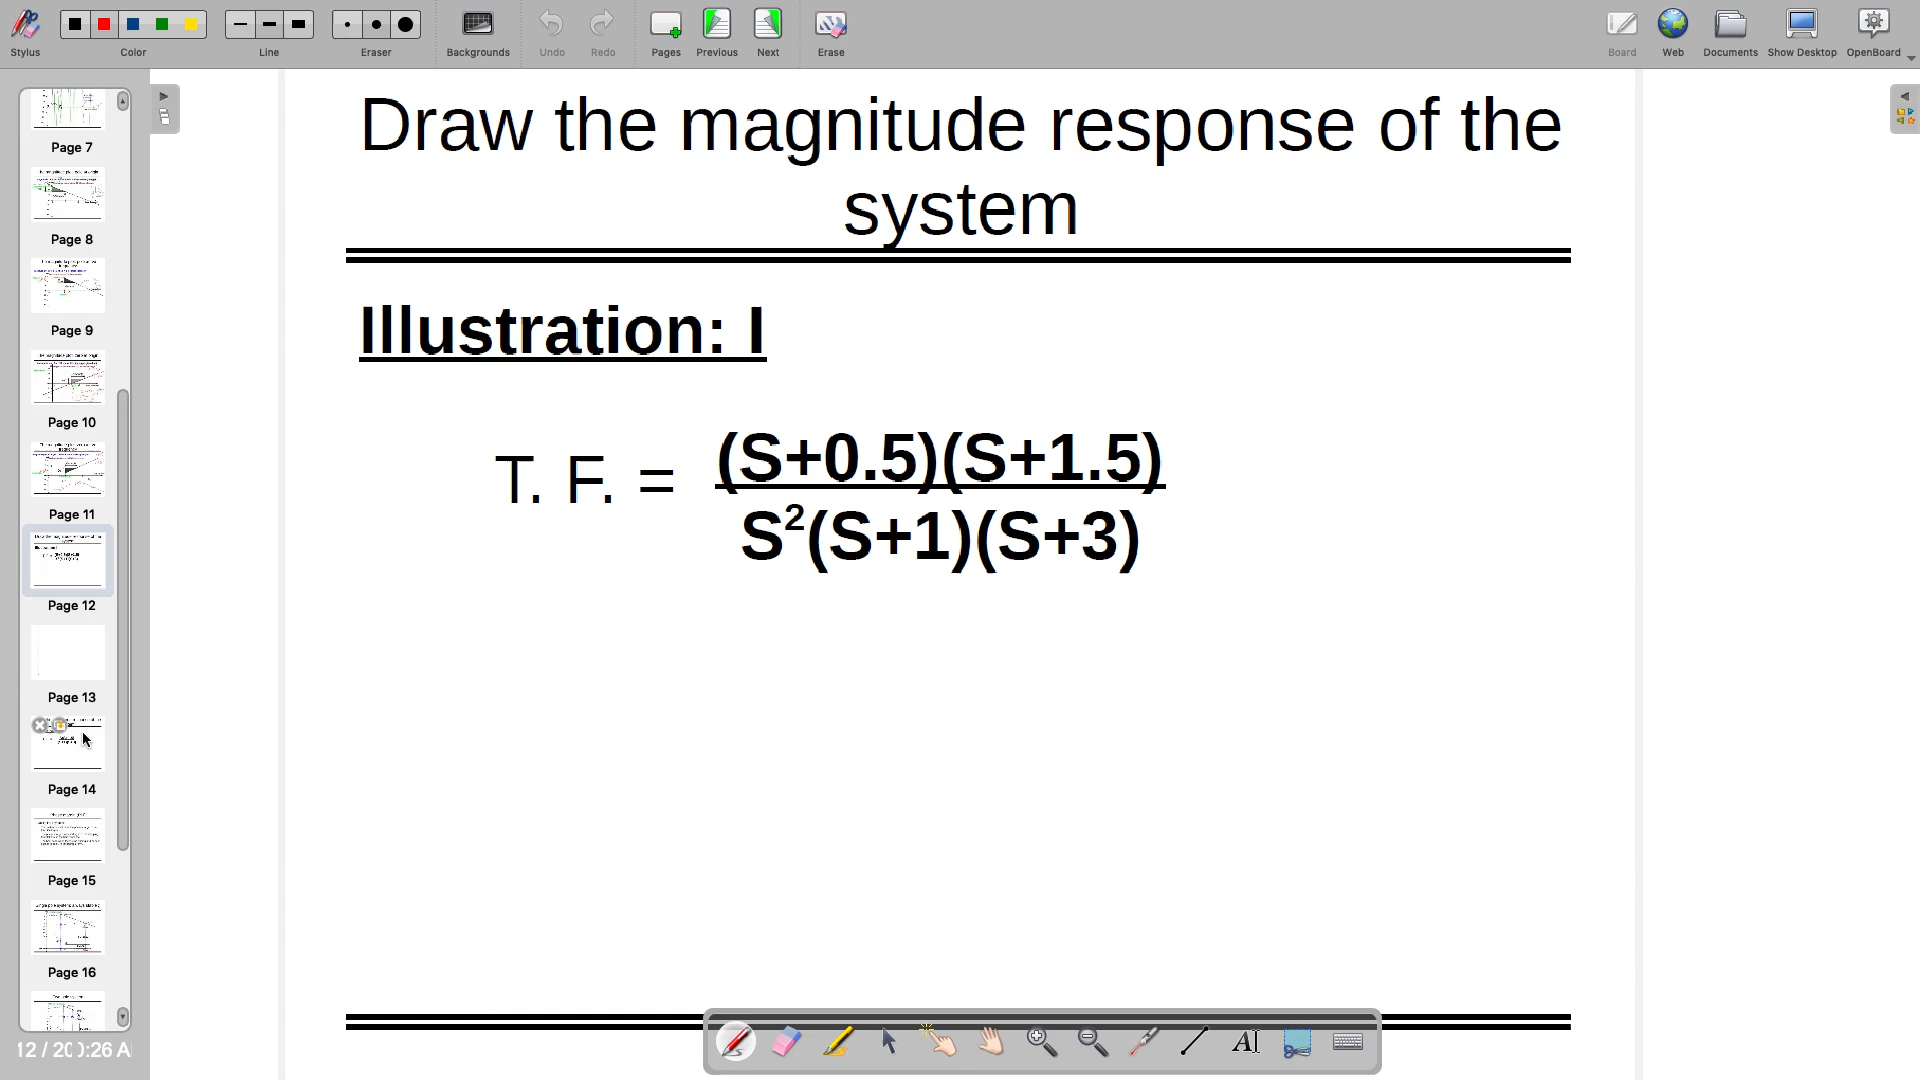 Stylus
Color
Line
Eraser
Backgrounds
Undo
Redo
Pages
Previous
Next
Erase
Board
Web
Documents
Show Desktop
OpenBoard
Page 7
Page 8
Page 9
Page 10
Page 11
Page 12
Page 13
Page 14
Page 15
Page 16
Draw the magnitude response of the
system
Illustration: I
T. F. = (S+0.5)(S+1.5)
S²(S+1)(S+3)
AI